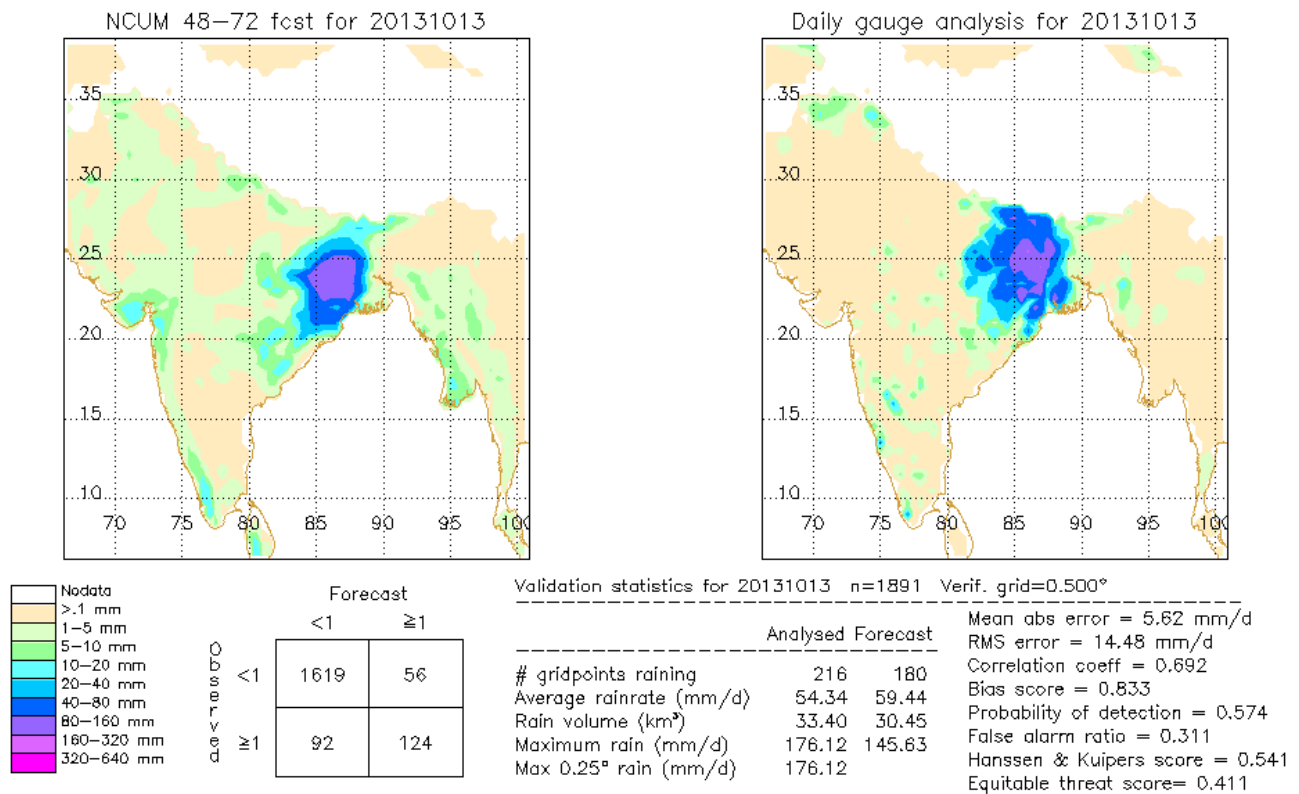 NCUM 48-72 fcst for 20131013
35
30
25
20
15
10
70 75 80 85 90 95 100
Daily gauge analysis for 20131013
35
30
25
20
15
10
70 75 80 85 90 95 100
Nodata
>.1 mm
1-5 mm
5-10 mm
10-20 mm
20-40 mm
40-80 mm
80-160 mm
160-320 mm
320-640 mm
Forecast
<1 ≧1
Observed
<1 1619 56
≧1 92 124
Validation statistics for 20131013 n=1891 Verif. grid=0.500°
Analysed Forecast
# gridpoints raining 216 180
Average rainrate (mm/d) 54.34 59.44
Rain volume (km³) 33.40 30.45
Maximum rain (mm/d) 176.12 145.63
Max 0.25° rain (mm/d) 176.12
Mean abs error = 5.62 mm/d
RMS error = 14.48 mm/d
Correlation coeff = 0.692
Bias score = 0.833
Probability of detection = 0.574
False alarm ratio = 0.311
Hanssen & Kuipers score = 0.541
Equitable threat score= 0.411